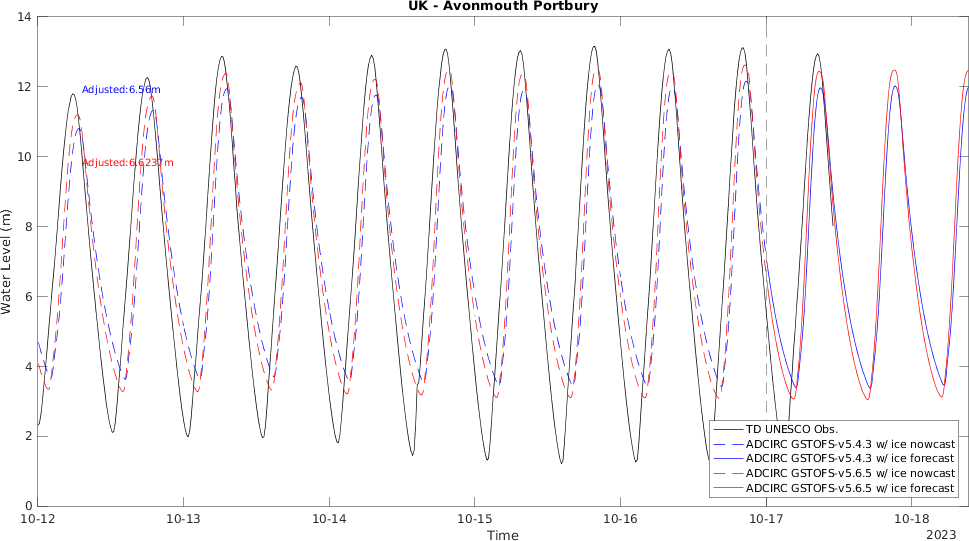 UK - Avonmouth Portbury
14
12
10
8
6
4
2
0
Water Level (m)
Adjusted:6.56m
Adjusted:6.6237m
TD UNESCO Obs.
ADCIRC GSTOFS-v5.4.3 w/ ice nowcast
ADCIRC GSTOFS-v5.4.3 w/ ice forecast
ADCIRC GSTOFS-v5.6.5 w/ ice nowcast
ADCIRC GSTOFS-v5.6.5 w/ ice forecast
10-12 10-13 10-14 10-15 10-16 10-17 10-18
Time
2023